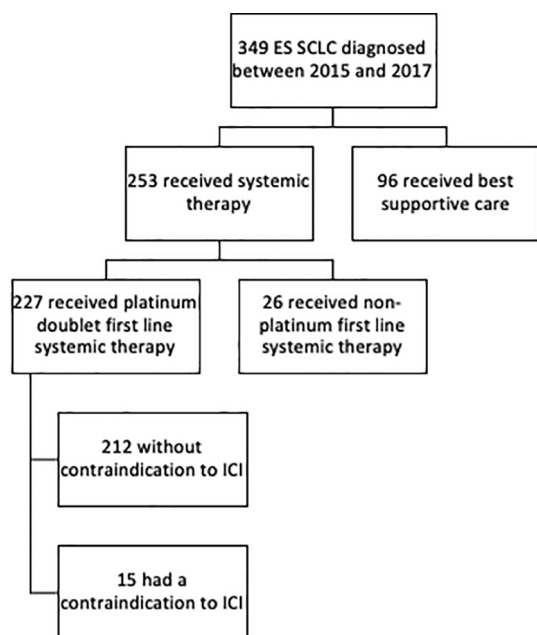 349 ES SCLC diagnosed
between 2015 and 2017
253 received systemic
therapy
96 received best
supportive care
227 received platinum
doublet first line
systemic therapy
26 received non-
platinum first line
systemic therapy
212 without
contraindication to ICI
15 had a
contraindication to ICI